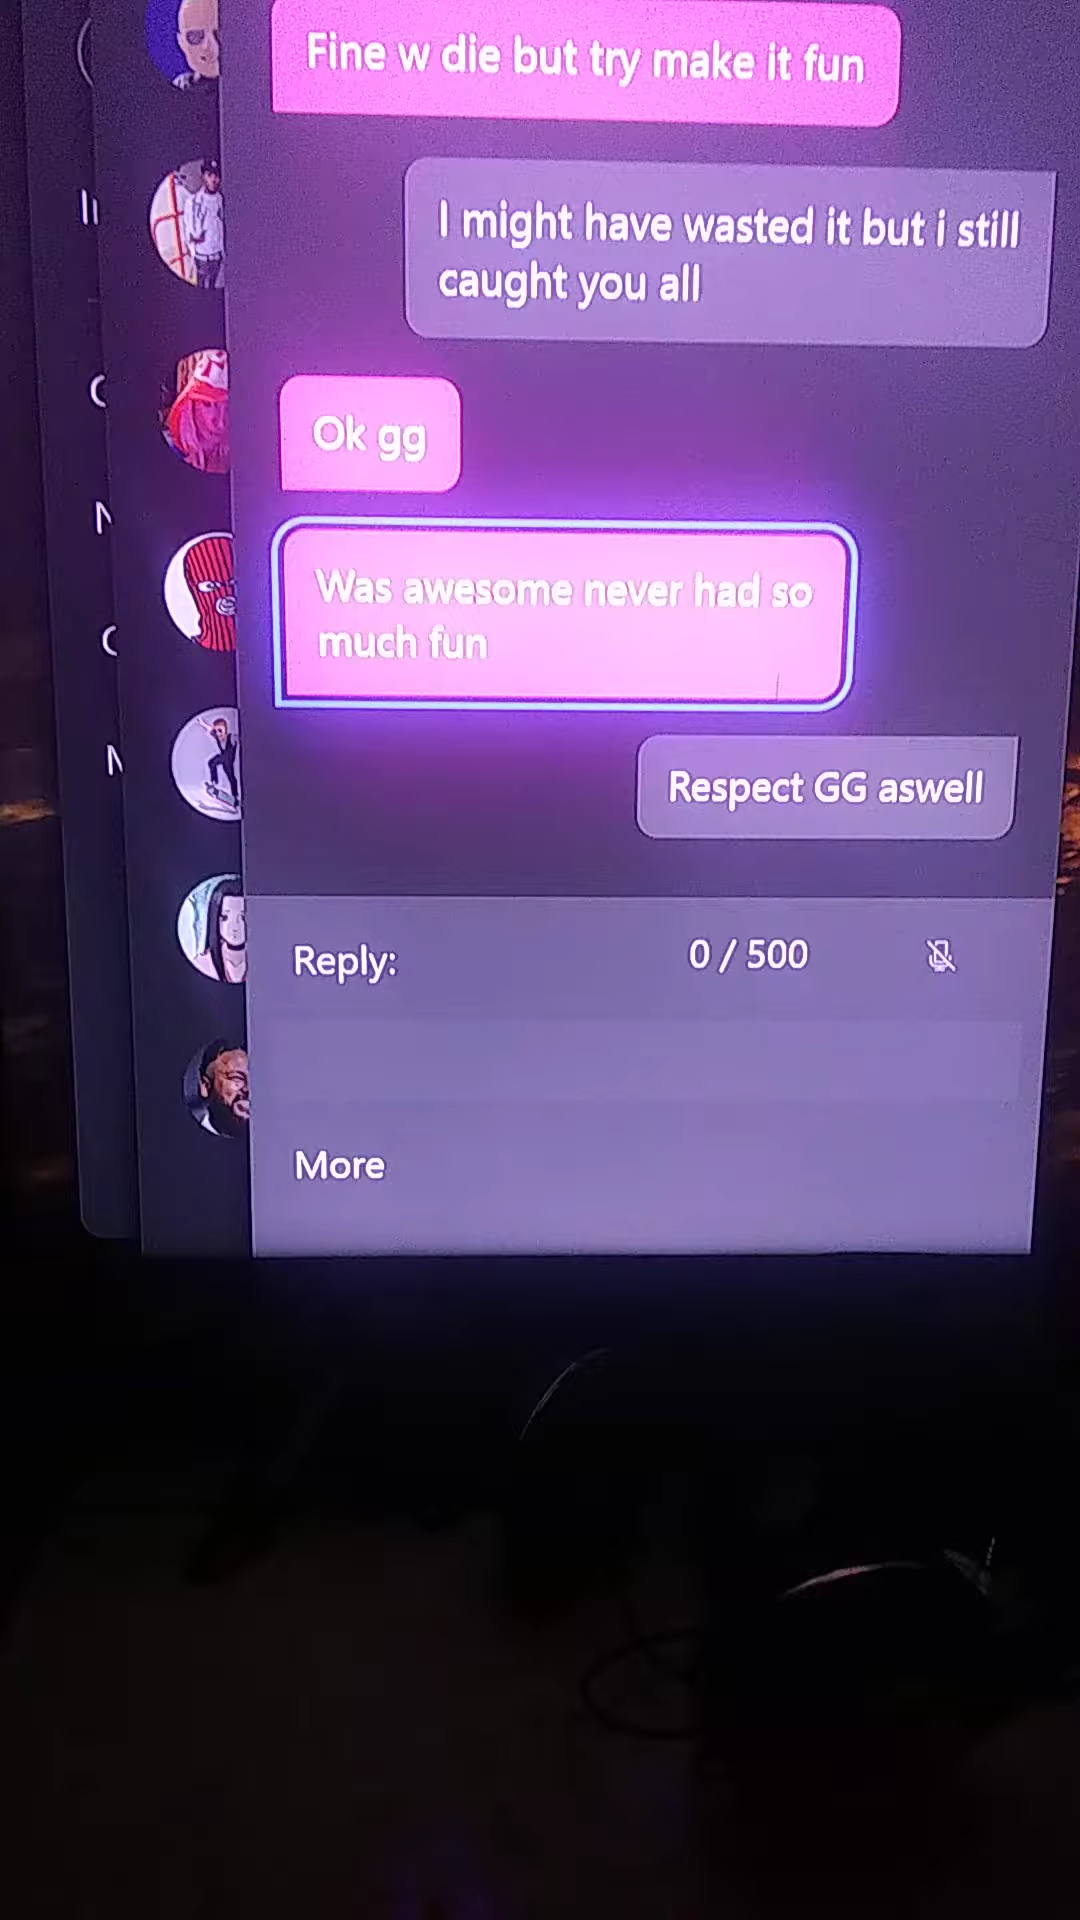 Fine w die but try make it fun
I might have wasted it but i still
caught you all
Ok gg
Was awesome never had so
much fun
Respect GG aswell
Reply:
0 / 500
More